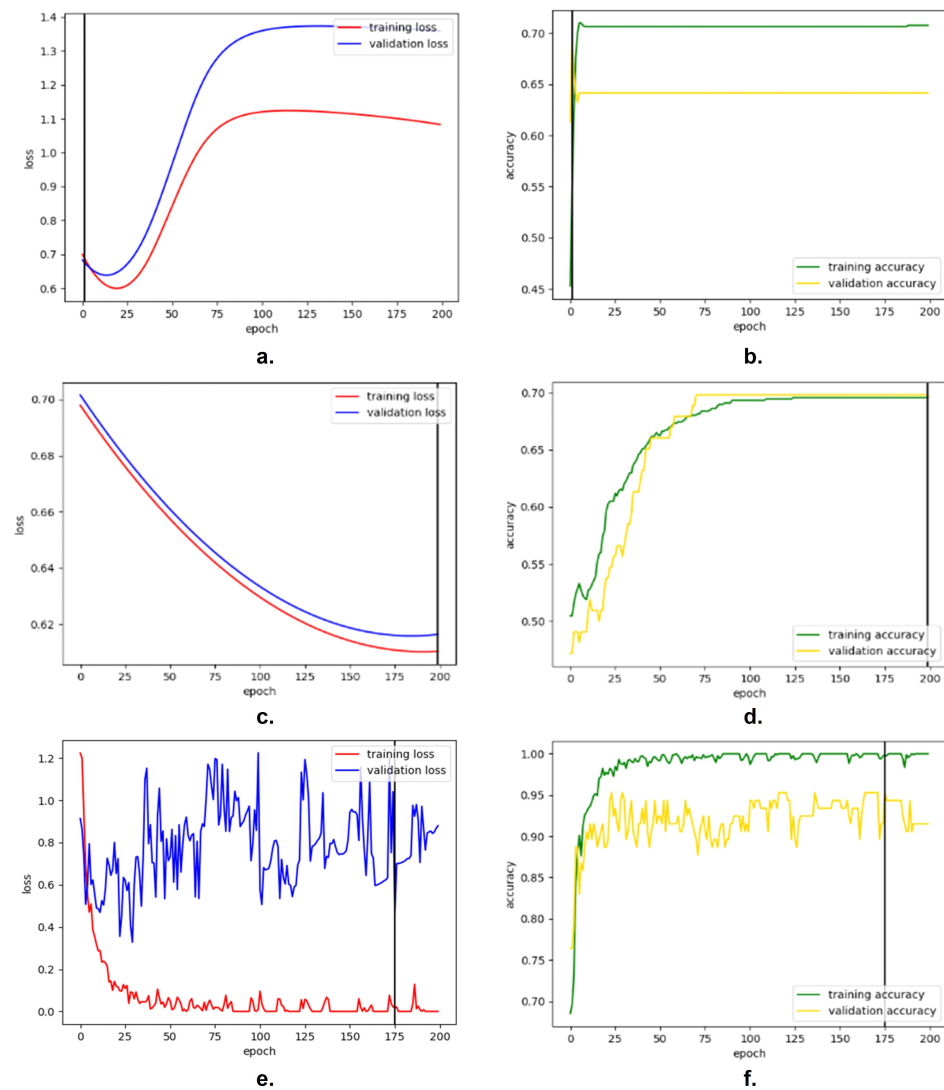 1.4
1.3
1.2
1.1
1.0
0.9
0.8
0.7
0.6
loss
training loss
validation loss
0 25 50 75 100 125 150 175 200
epoch
a.
0.70
0.65
0.60
0.55
0.50
0.45
accuracy
training accuracy
validation accuracy
0 25 50 75 100 125 150 175 200
epoch
b.
0.70
0.68
0.66
0.64
0.62
loss
training loss
validation loss
0 25 50 75 100 125 150 175 200
epoch
c.
0.70
0.65
0.60
0.55
0.50
accuracy
training accuracy
validation accuracy
0 25 50 75 100 125 150 175 200
epoch
d.
1.2
1.0
0.8
0.6
0.4
0.2
0.0
loss
training loss
validation loss
0 25 50 75 100 125 150 175 200
epoch
e.
1.00
0.95
0.90
0.85
0.80
0.75
0.70
accuracy
training accuracy
validation accuracy
0 25 50 75 100 125 150 175 200
epoch
f.